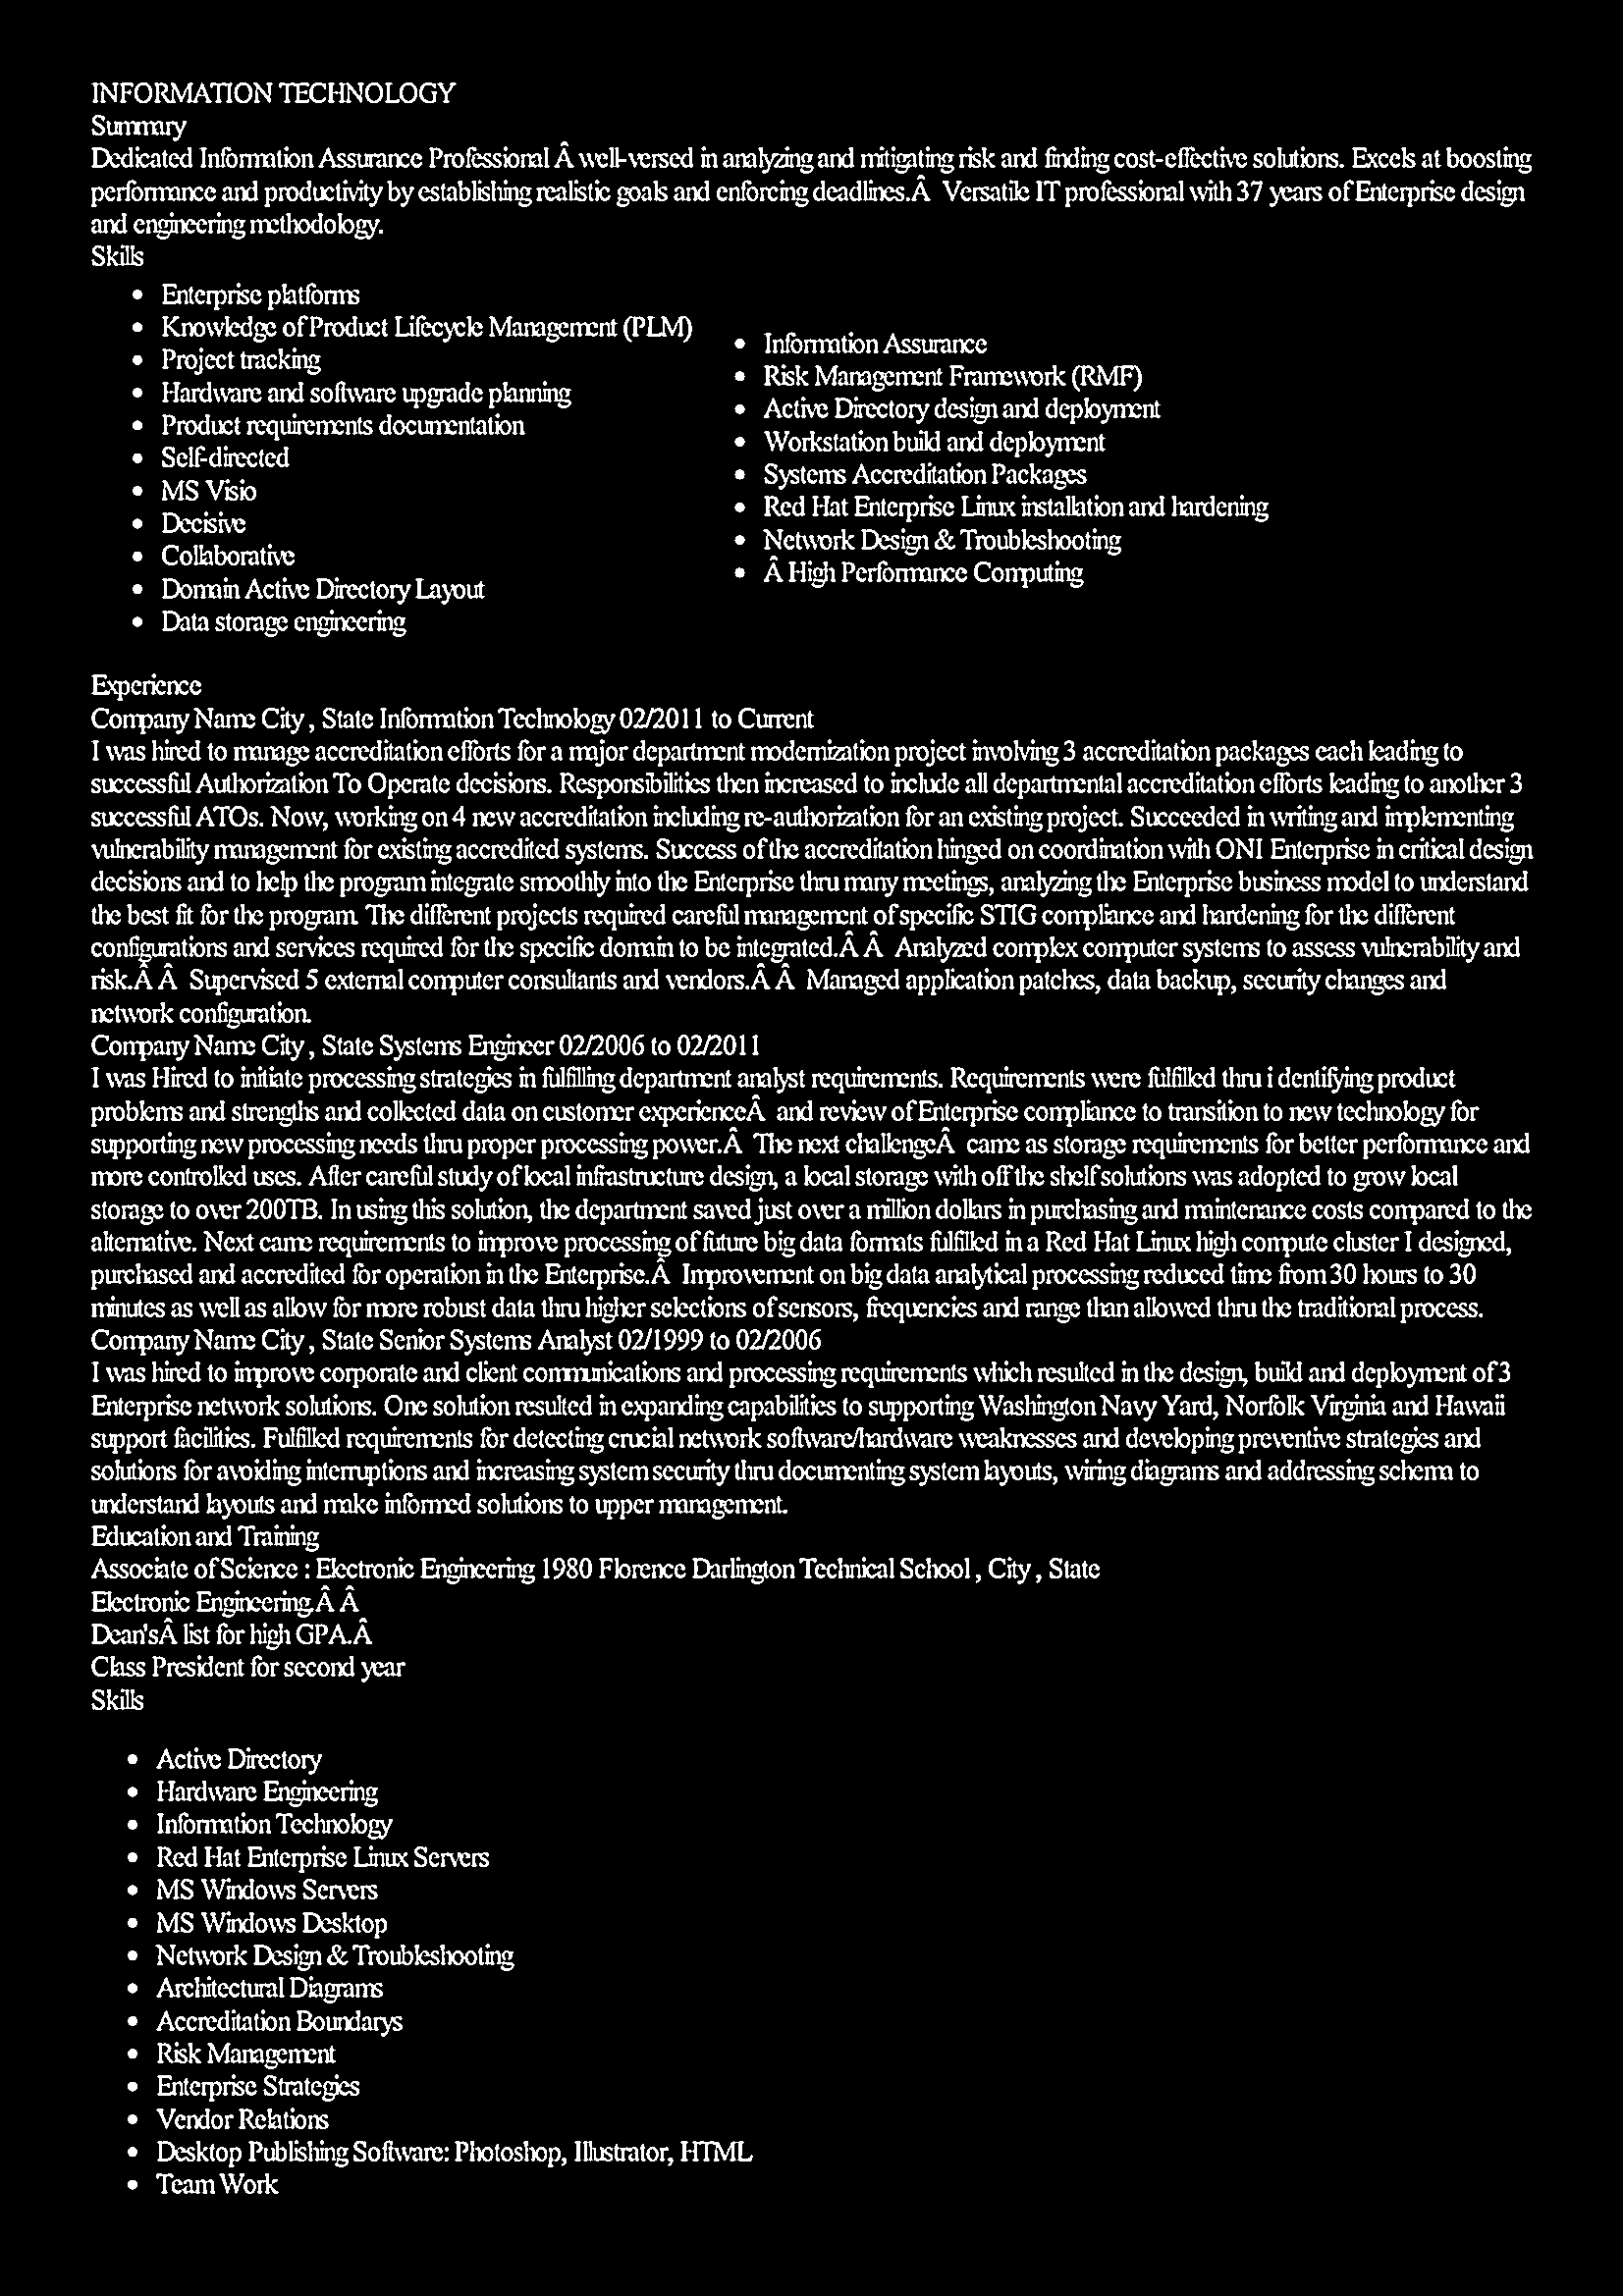 INFORMATION TECHNOLOGY
Summary
Dedicated Information Assurance Professional Â well-versed in analyzing and mitigating risk and finding cost-effective solutions. Excels at boosting
performance and productivity by establishing realistic goals and enforcing deadlines.Â  Versatile IT professional with 37 years of Enterprise design
and engineering methodology.
Skills
• Enterprise platforms
• Knowledge of Product Lifecycle Management (PLM)
• Project tracking
• Hardware and software upgrade planning
• Product requirements documentation
• Self-directed
• MS Visio
• Decisive
• Collaborative
• Domain Active Directory Layout
• Data storage engineering
• Information Assurance
• Risk Management Framework (RMF)
• Active Directory design and deployment
• Workstation build and deployment
• Systems Accreditation Packages
• Red Hat Enterprise Linux installation and hardening
• Network Design & Troubleshooting
• Â High Performance Computing
Experience
Company Name City , State Information Technology 02/2011 to Current
I was hired to manage accreditation efforts for a major department modernization project involving 3 accreditation packages each leading to
successful Authorization To Operate decisions. Responsibilities then increased to include all departmental accreditation efforts leading to another 3
successful ATOs. Now, working on 4 new accreditation including re-authorization for an existing project. Succeeded in writing and implementing
vulnerability management for existing accredited systems. Success of the accreditation hinged on coordination with ONI Enterprise in critical design
decisions and to help the program integrate smoothly into the Enterprise thru many meetings, analyzing the Enterprise business model to understand
the best fit for the program. The different projects required careful management of specific STIG compliance and hardening for the different
configurations and services required for the specific domain to be integrated.Â Â  Analyzed complex computer systems to assess vulnerability and
risk.Â Â  Supervised 5 external computer consultants and vendors.Â Â  Managed application patches, data backup, security changes and
network configuration.
Company Name City , State Systems Engineer 02/2006 to 02/2011
I was Hired to initiate processing strategies in fulfilling department analyst requirements. Requirements were fulfilled thru i dentifying product
problems and strengths and collected data on customer experienceÂ  and review of Enterprise compliance to transition to new technology for
supporting new processing needs thru proper processing power.Â  The next challengeÂ  came as storage requirements for better performance and
more controlled uses. After careful study of local infrastructure design, a local storage with off the shelf solutions was adopted to grow local
storage to over 200TB. In using this solution, the department saved just over a million dollars in purchasing and maintenance costs compared to the
alternative. Next came requirements to improve processing of future big data formats fulfilled in a Red Hat Linux high compute cluster I designed,
purchased and accredited for operation in the Enterprise.Â  Improvement on big data analytical processing reduced time from 30 hours to 30
minutes as well as allow for more robust data thru higher selections of sensors, frequencies and range than allowed thru the traditional process.
Company Name City , State Senior Systems Analyst 02/1999 to 02/2006
I was hired to improve corporate and client communications and processing requirements which resulted in the design, build and deployment of 3
Enterprise network solutions. One solution resulted in expanding capabilities to supporting Washington Navy Yard, Norfolk Virginia and Hawaii
support facilities. Fulfilled requirements for detecting crucial network software/hardware weaknesses and developing preventive strategies and
solutions for avoiding interruptions and increasing system security thru documenting system layouts, wiring diagrams and addressing schema to
understand layouts and make informed solutions to upper management.
Education and Training
Associate of Science : Electronic Engineering 1980 Florence Darlington Technical School , City , State
Electronic Engineering.Â Â
Dean'sÂ list for high GPA.Â
Class President for second year
Skills
• Active Directory
• Hardware Engineering
• Information Technology
• Red Hat Enterprise Linux Servers
• MS Windows Servers
• MS Windows Desktop
• Network Design & Troubleshooting
• Architectural Diagrams
• Accreditation Boundarys
• Risk Management
• Enterprise Strategies
• Vendor Relations
• Desktop Publishing Software: Photoshop, Illustrator, HTML
• Team Work